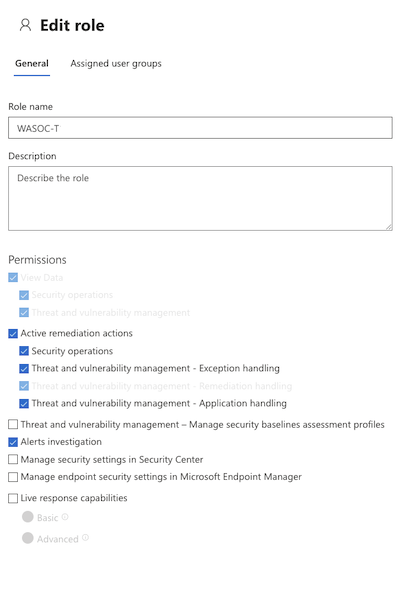 Edit role
General Assigned user groups
Role name
WASOC-T
Description
Describe the role
Permissions
View Data
Security operations
Threat and vulnerability management
Active remediation actions
Security operations
Threat and vulnerability management - Exception handling
Threat and vulnerability management - Remediation handling
Threat and vulnerability management - Application handling
Threat and vulnerability management – Manage security baselines assessment profiles
Alerts investigation
Manage security settings in Security Center
Manage endpoint security settings in Microsoft Endpoint Manager
Live response capabilities
Basic
Advanced